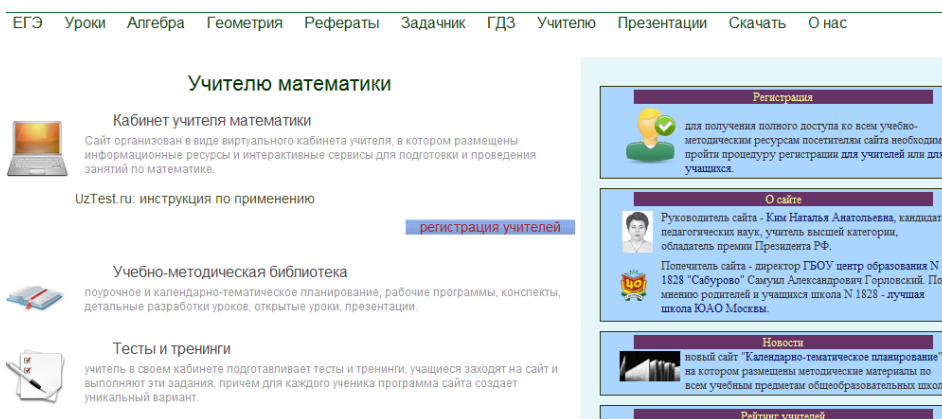 ЕГЭ Уроки Алгебра Геометрия Рефераты Задачник ГДЗ Учителю Презентации Скачать О нас
Учителю математики
Кабинет учителя математики
Сайт организован в виде виртуального кабинета учителя, в котором размещены
информационные ресурсы и интерактивные сервисы для подготовки и проведения
занятий по математике.
UzTest.ru: инструкция по применению
регистрация учителей
Учебно-методическая библиотека
поурочное и календарно-тематическое планирование, рабочие программы, конспекты,
детальные разработки уроков, открытые уроки, презентации.
Тесты и тренинги
учитель в своем кабинете подготавливает тесты и тренинги, учащиеся заходят на сайт и
выполняют эти задания, причем для каждого ученика программа сайта создает
уникальный вариант.
Регистрация
для получения полного доступа ко всем учебно-
методическим ресурсам посетителям сайта необходим
пройти процедуру регистрации для учителей или для
учащихся.
О сайте
Руководитель сайта - Ким Наталья Анатольевна, кандидат
педагогических наук, учитель высшей категории,
обладатель премии Президента РФ.
40
Попечитель сайта - директор ГБОУ центр образования N
1828 "Сабурово" Самуил Александрович Горловский. По
мнению родителей и учащихся школа N 1828 - лучшая
школа ЮАО Москвы.
Новости
новый сайт "Календарно-тематическое планирование"
на котором размещены методические материалы по
всем учебным предметам общеобразовательных школ
Рейтинг учителей